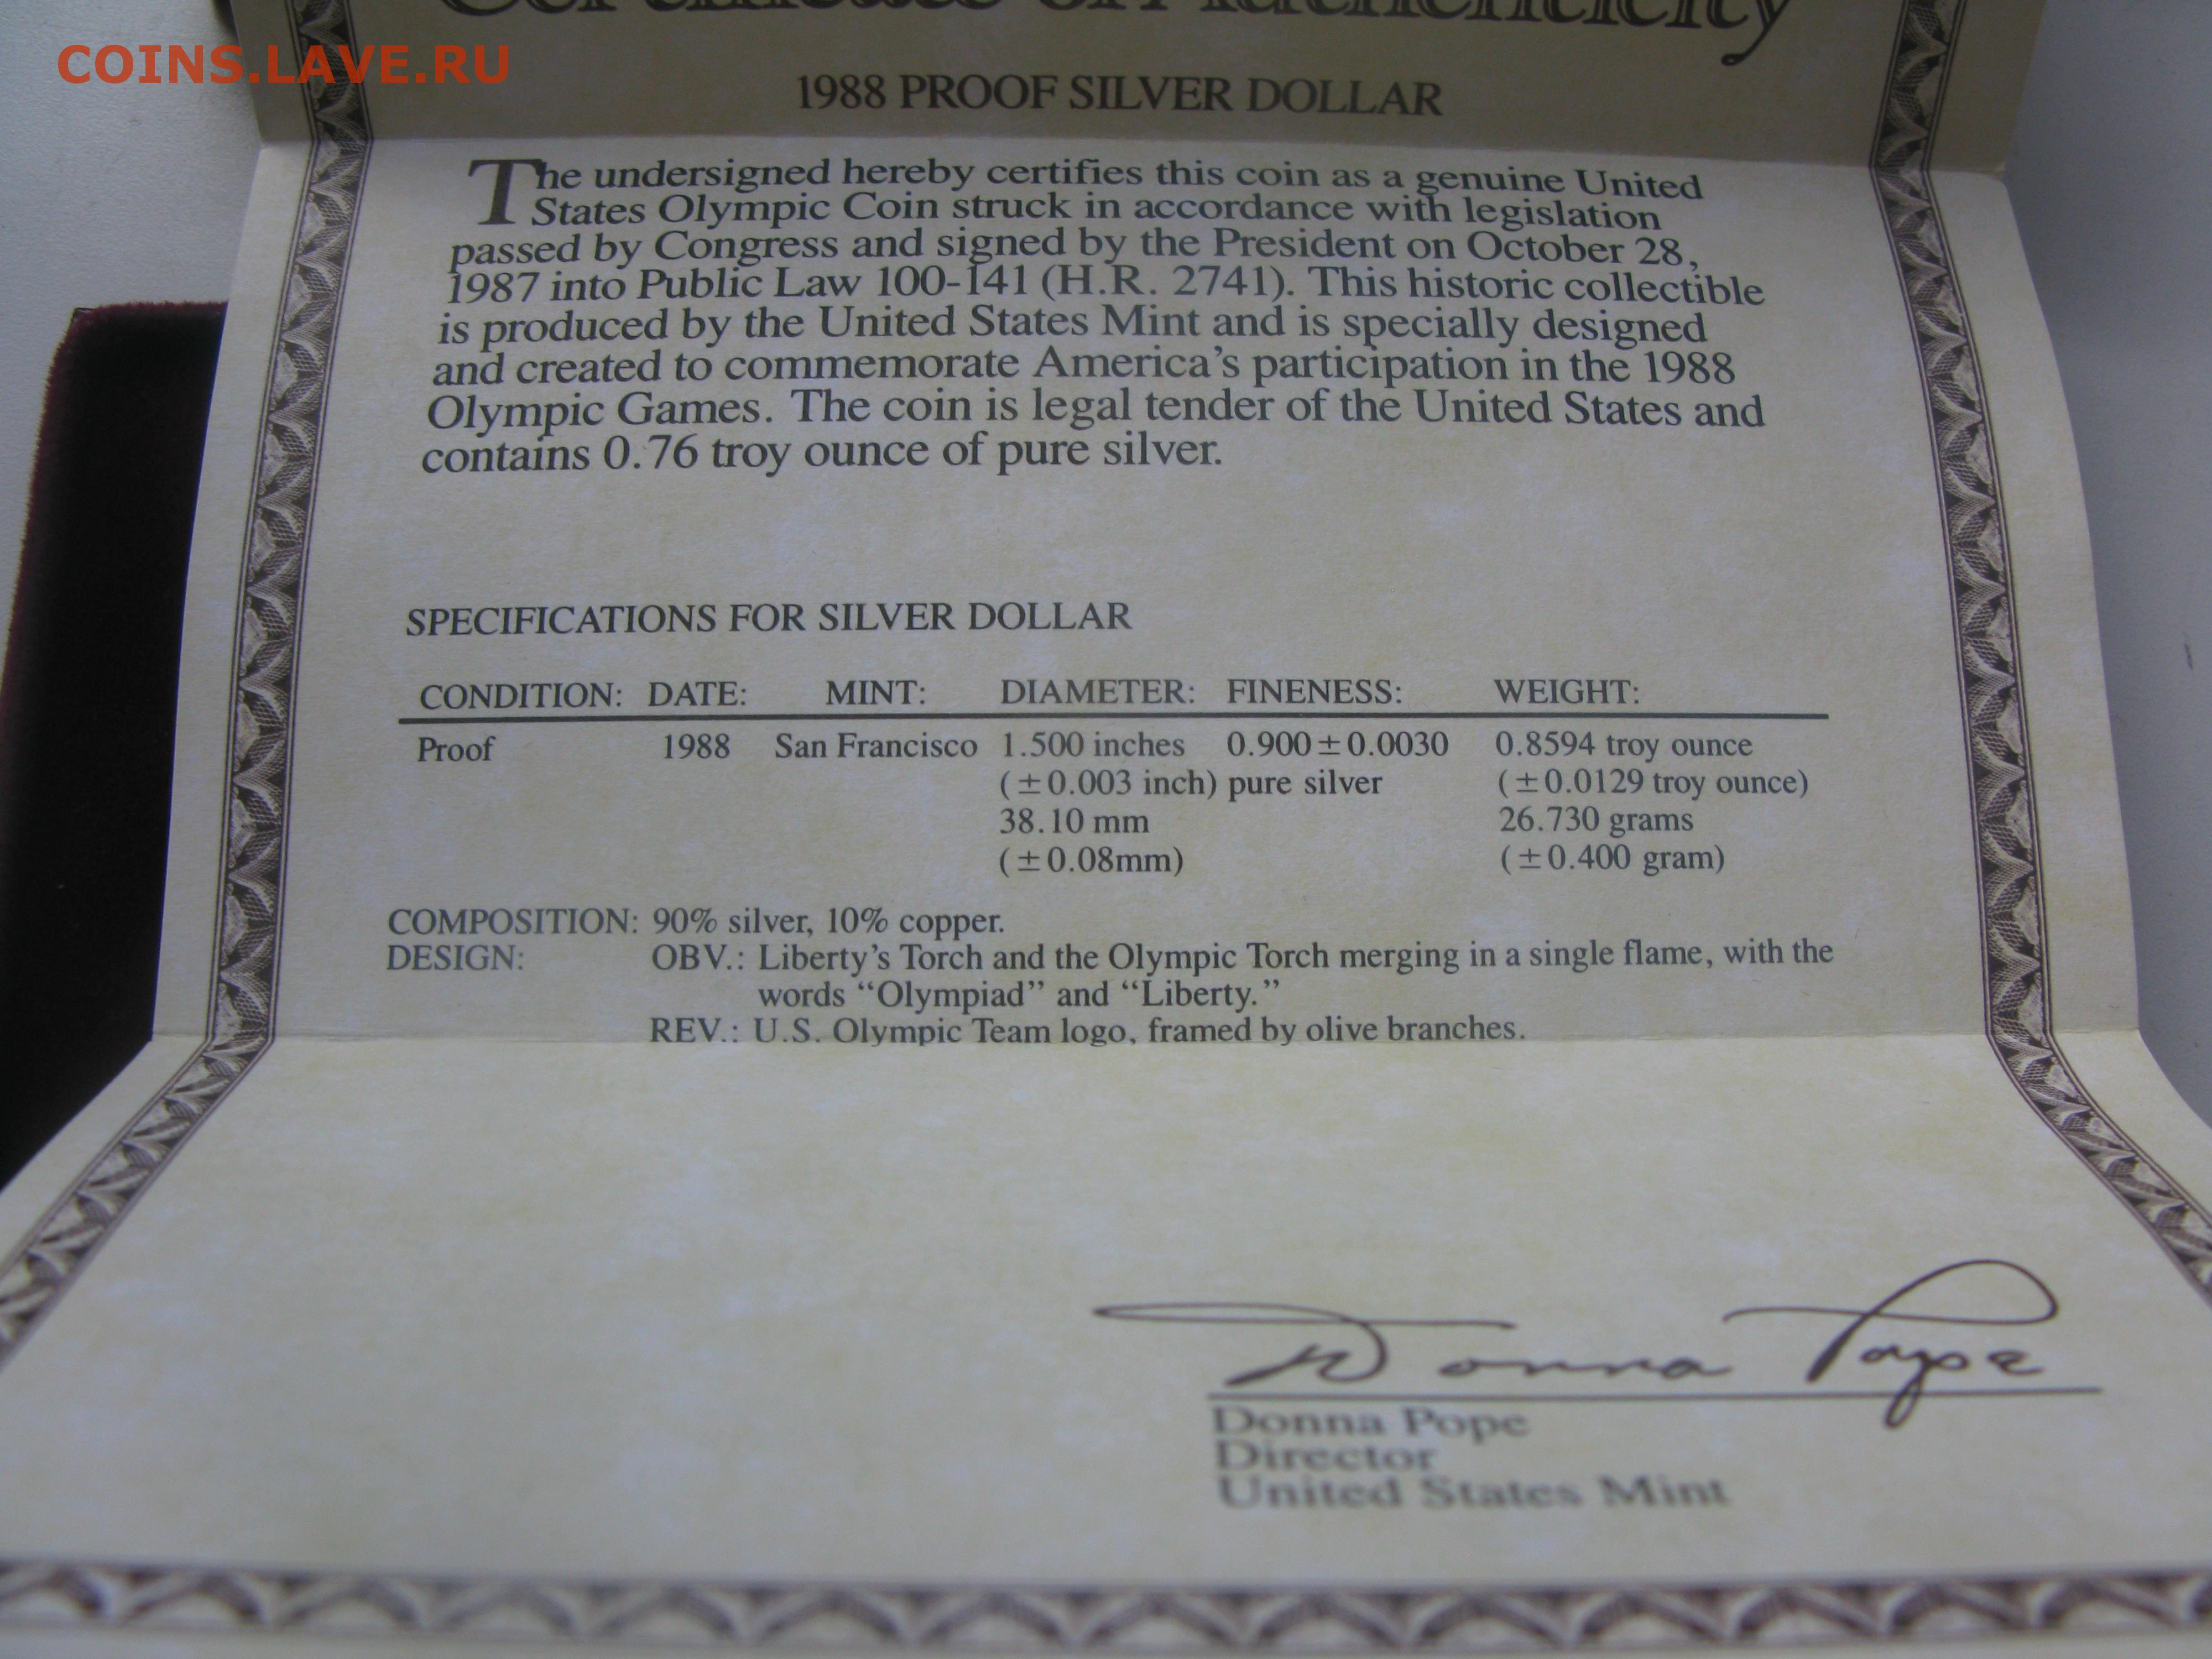 COINS.LAVE.RU
Certificate of Authenticity
1988 PROOF SILVER DOLLAR
The undersigned hereby certifies this coin as a genuine United
States Olympic Coin struck in accordance with legislation
passed by Congress and signed by the President on October 28,
1987 into Public Law 100-141 (H.R. 2741). This historic collectible
is produced by the United States Mint and is specially designed
and created to commemorate America's participation in the 1988
Olympic Games. The coin is legal tender of the United States and
contains 0.76 troy ounce of pure silver.
SPECIFICATIONS FOR SILVER DOLLAR
CONDITION: DATE: MINT: DIAMETER: FINENESS: WEIGHT:
Proof 1988 San Francisco 1.500 inches 0.900±0.0030 0.8594 troy ounce
(±0.003 inch) pure silver (±0.0129 troy ounce)
38.10 mm 26.730 grams
(±0.08mm) (±0.400 gram)
COMPOSITION: 90% silver, 10% copper.
DESIGN: OBV.: Liberty's Torch and the Olympic Torch merging in a single flame, with the
words “Olympiad” and “Liberty.”
REV.: U.S. Olympic Team logo, framed by olive branches.
Donna Pope
Donna Pope
Director
United States Mint